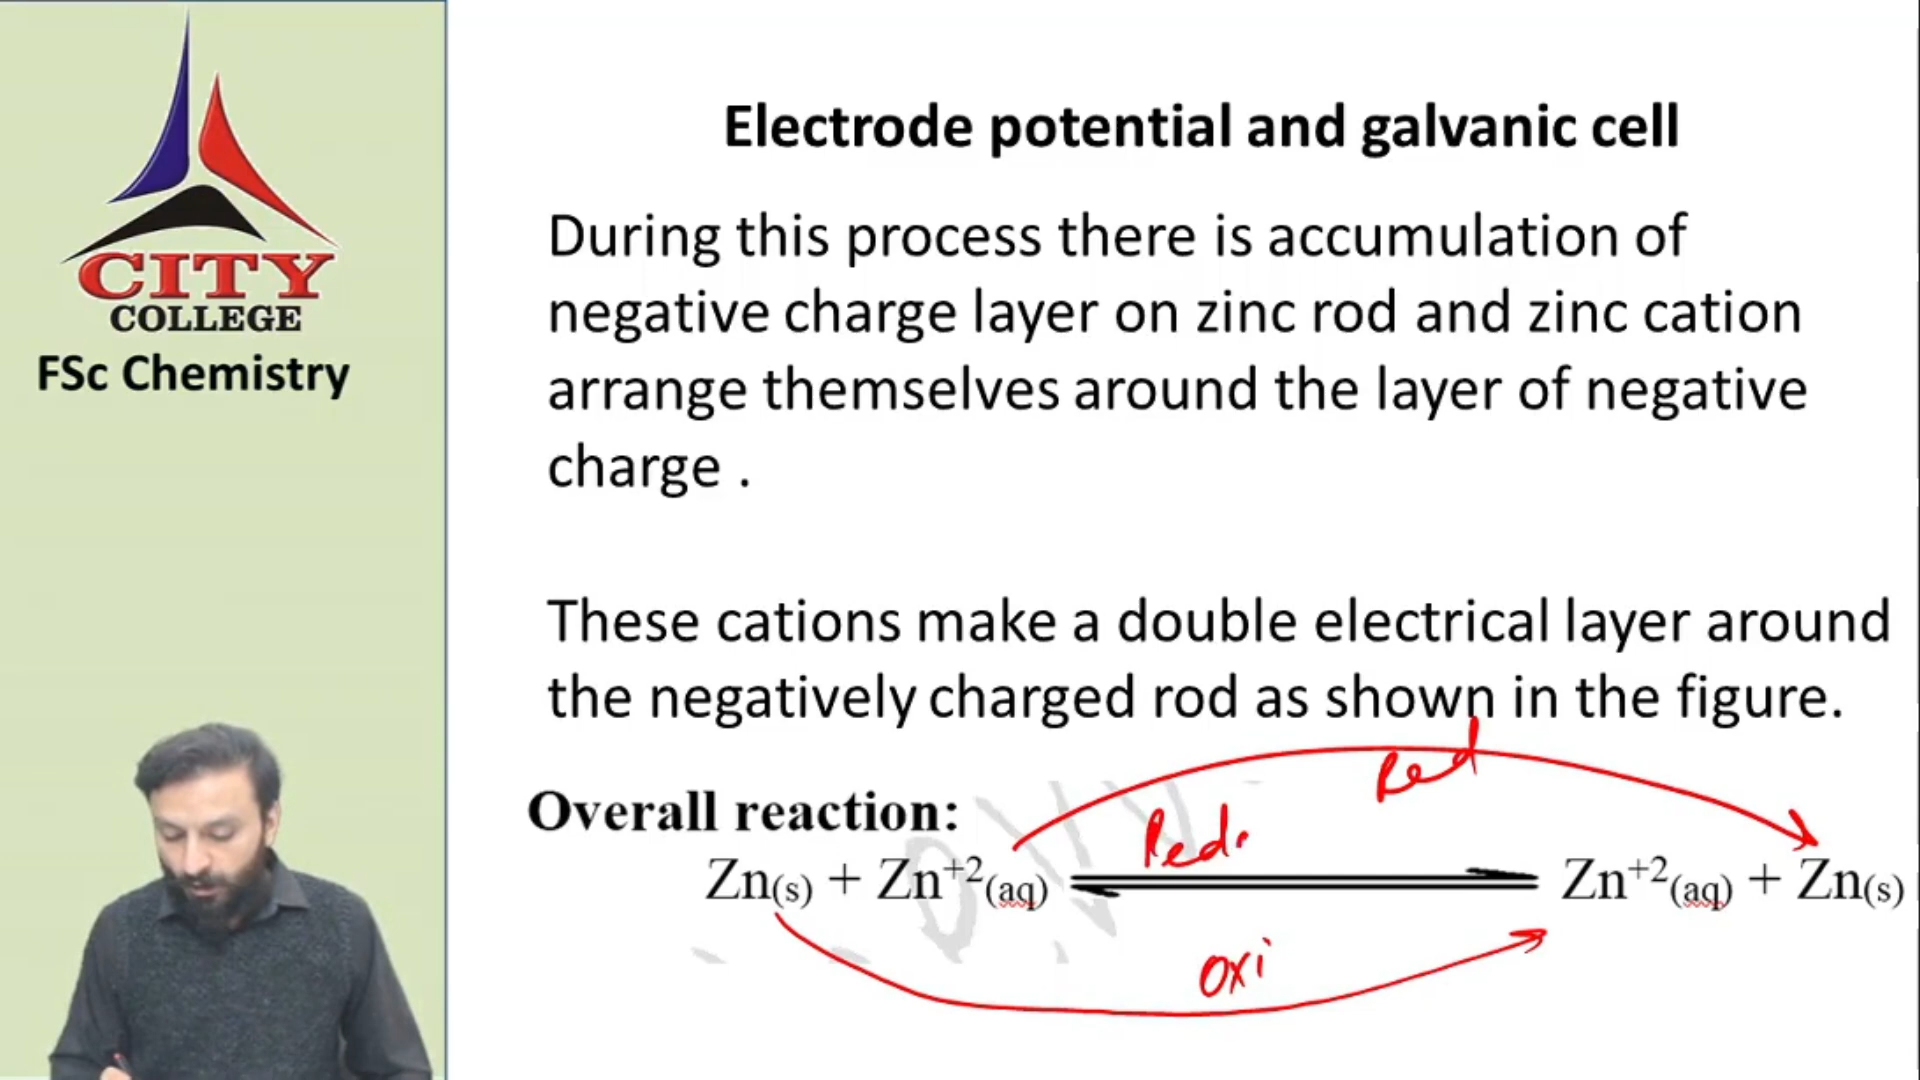 CITY
COLLEGE
FSc Chemistry
Electrode potential and galvanic cell
During this process there is accumulation of
negative charge layer on zinc rod and zinc cation
arrange themselves around the layer of negative
charge .
These cations make a double electrical layer around
the negatively charged rod as shown in the figure.
Red
Overall reaction:
Red.
Zn(s) + Zn⁺²(aq) ⇌ Zn⁺²(aq) + Zn(s)
oxi